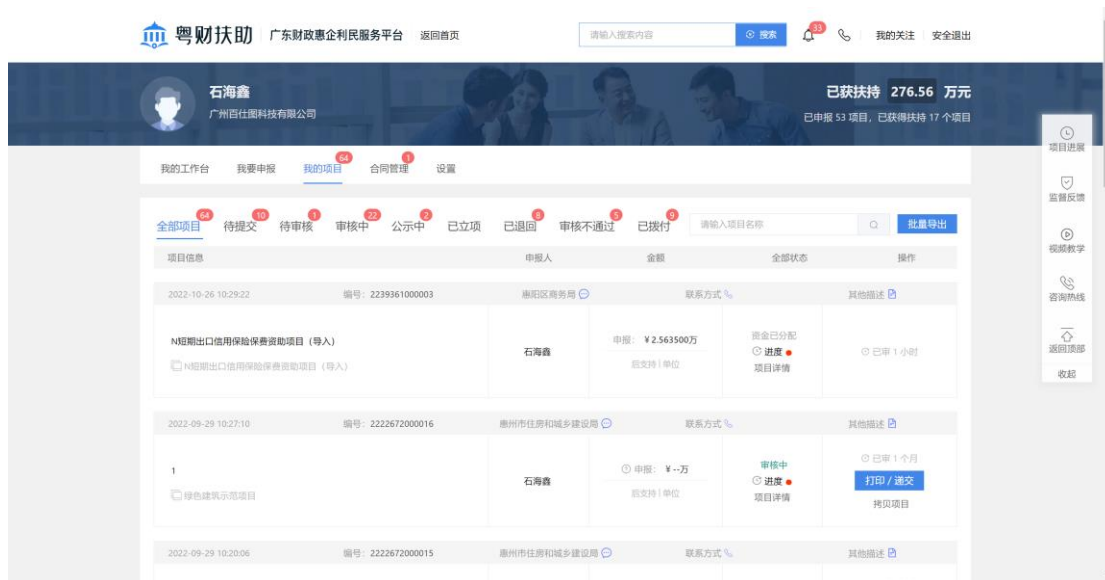 粤财扶助 广东财政惠企利民服务平台 返回首页 请输入搜索内容 搜索 33 我的关注 安全退出
石海鑫 已获扶持 276.56 万元
广州百仕图科技有限公司 已申报 53 项目，已获得扶持 17 个项目
我的工作台 我要申报 我的项目 64 合同管理 1 设置
全部项目 64 待提交 10 待审核 1 审核中 22 公示中 2 已立项 已退回 8 审核不通过 5 已拨付 9 请输入项目名称 批量导出
项目信息 申报人 金额 全部状态 操作
2022-10-26 10:29:22 编号：2239361000003 惠阳区商务局 联系方式 其他描述
N短期出口信用保险保费资助项目（导入）
N短期出口信用保险保费资助项目（导入）
石海鑫
申报： ¥ 2.563500万
后支持 | 单位
资金已分配
进度
项目详情
已审 1 小时
2022-09-29 10:27:10 编号：2222672000016 惠州市住房和城乡建设局 联系方式 其他描述
1
绿色建筑示范项目
石海鑫
申报： ¥ --万
后支持 | 单位
审核中
进度
项目详情
已审 1 个月
打印 / 递交
拷贝项目
2022-09-29 10:20:06 编号：2222672000015 惠州市住房和城乡建设局 联系方式 其他描述
项目进展
监督反馈
视频教学
咨询热线
返回顶部
收起